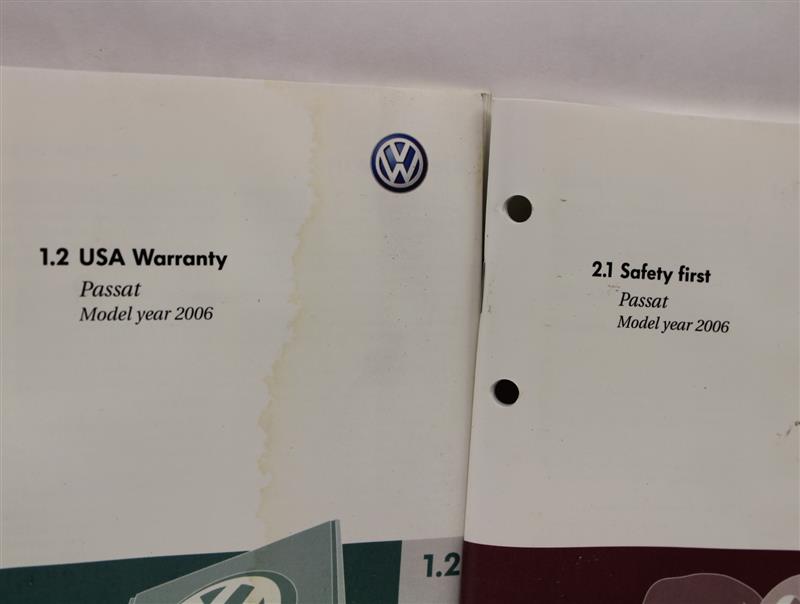 1.2 USA Warranty
Passat
Model year 2006
1.2
2.1 Safety first
Passat
Model year 2006